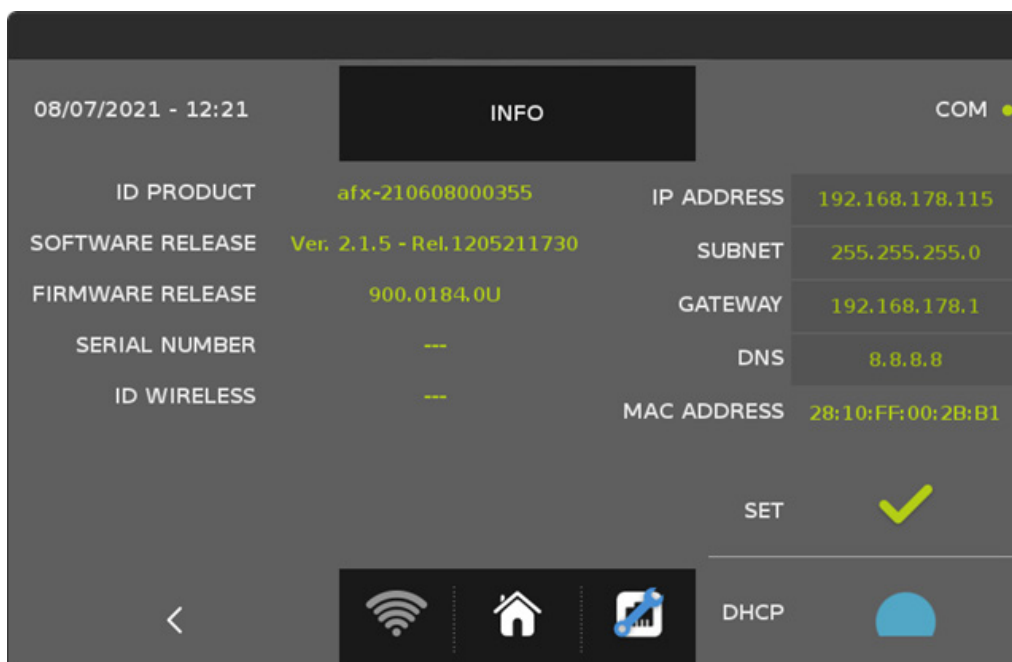 08/07/2021 - 12:21
INFO
COM
ID PRODUCT afx-210608000355
SOFTWARE RELEASE Ver. 2.1.5 - Rel.1205211730
FIRMWARE RELEASE 900.0184.0U
SERIAL NUMBER ---
ID WIRELESS ---
IP ADDRESS 192.168.178.115
SUBNET 255.255.255.0
GATEWAY 192.168.178.1
DNS 8.8.8.8
MAC ADDRESS 28:10:FF:00:2B:B1
SET
DHCP